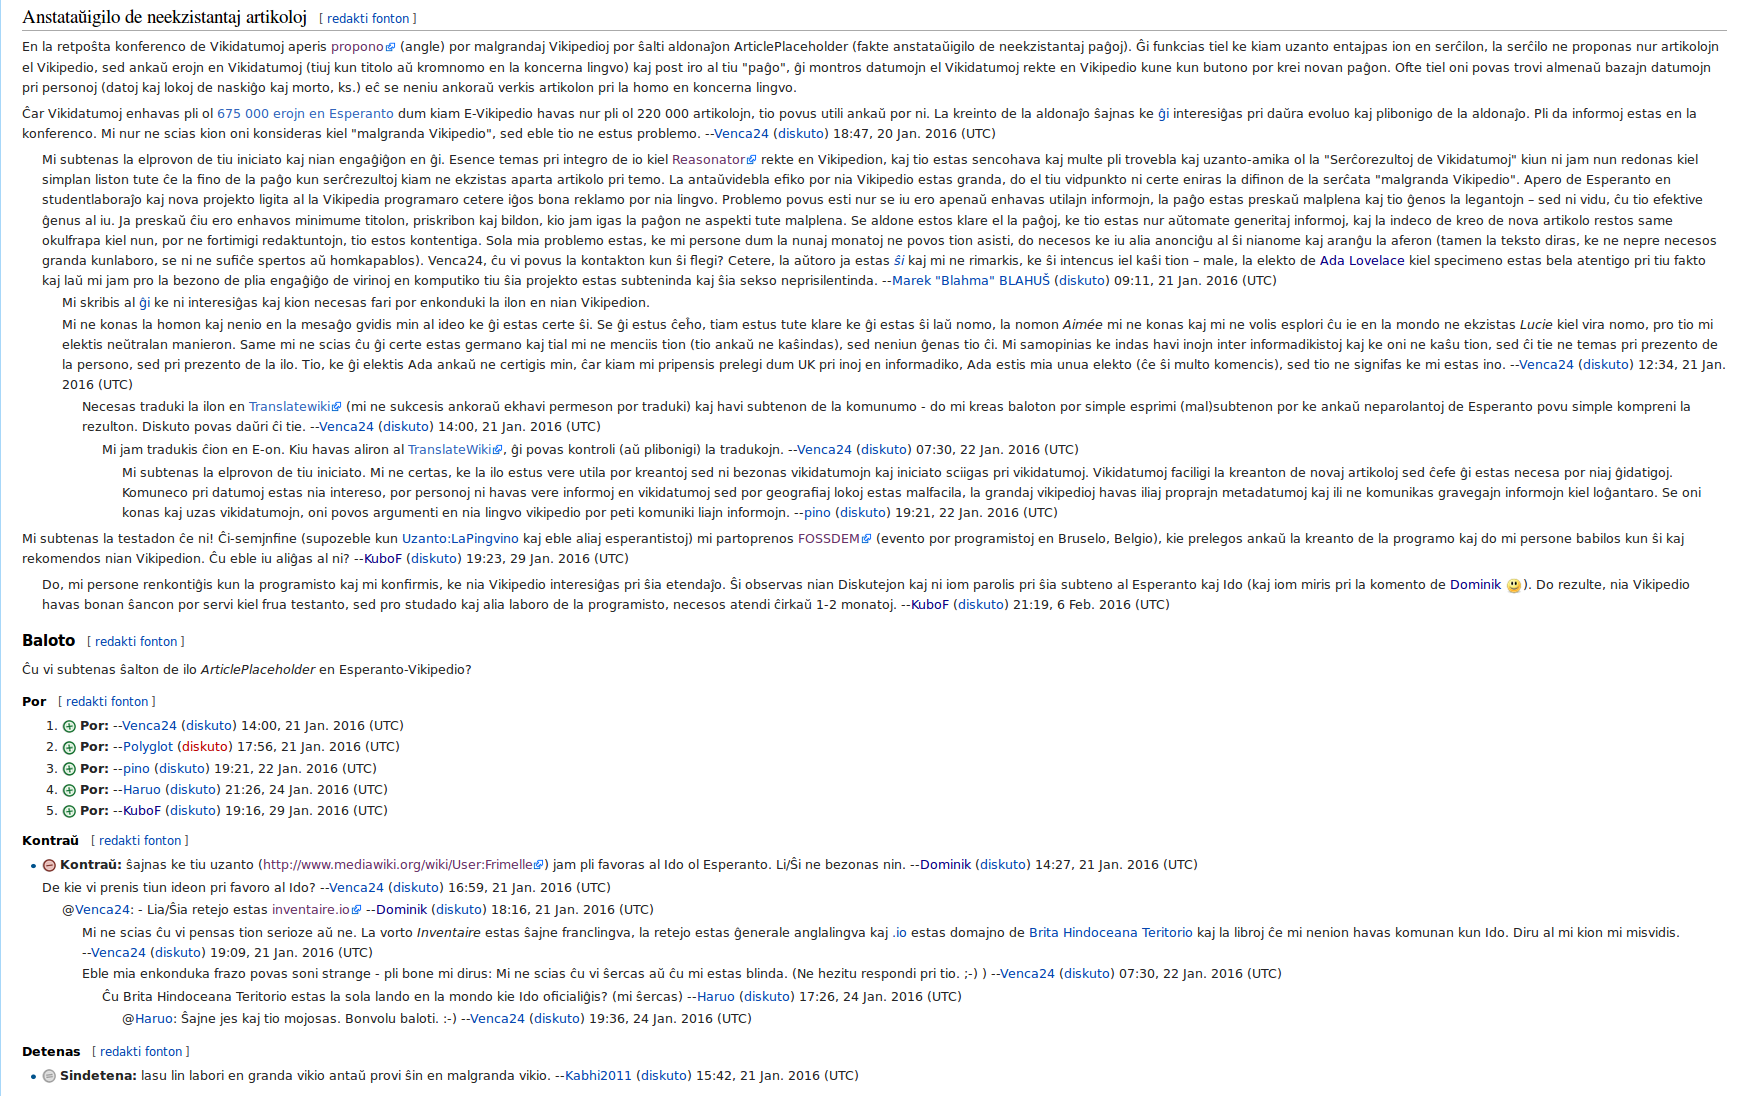 Anstataŭigilo de neekzistantaj artikoloj [ redakti fonton ]
En la retpoŝta konferenco de Vikidatumoj aperis propono (angle) por malgrandaj Vikipedioj por ŝalti aldonaĵon ArticlePlaceholder (fakte anstataŭigilo de neekzistantaj paĝoj). Ĝi funkcias tiel ke kiam uzanto entajpas ion en serĉilon, la serĉilo ne proponas nur artikolojn
el Vikipedio, sed ankaŭ erojn en Vikidatumoj (tiuj kun titolo aŭ kromnomo en la koncerna lingvo) kaj post iro al tiu "paĝo", ĝi montros datumojn el Vikidatumoj rekte en Vikipedio kune kun butono por krei novan paĝon. Ofte tiel oni povas trovi almenaŭ bazajn datumojn
pri personoj (datoj kaj lokoj de naskiĝo kaj morto, ks.) eĉ se neniu ankoraŭ verkis artikolon pri la homo en koncerna lingvo.
Ĉar Vikidatumoj enhavas pli ol 675 000 erojn en Esperanto dum kiam E-Vikipedio havas nur pli ol 220 000 artikolojn, tio povus utili ankaŭ por ni. La kreinto de la aldonaĵo ŝajnas ke ĝi interesiĝas pri daŭra evoluo kaj plibonigo de la aldonaĵo. Pli da informoj estas en la
konferenco. Mi nur ne scias kion oni konsideras kiel "malgranda Vikipedio", sed eble tio ne estus problemo. --Venca24 (diskuto) 18:47, 20 Jan. 2016 (UTC)
Mi subtenas la elprovon de tiu iniciato kaj nian engaĝiĝon en ĝi. Esence temas pri integro de io kiel Reasonator rekte en Vikipedion, kaj tio estas sencohava kaj multe pli trovebla kaj uzanto-amika ol la "Serĉorezultoj de Vikidatumoj" kiun ni jam nun redonas kiel
simplan liston tute ĉe la fino de la paĝo kun serĉrezultoj kiam ne ekzistas aparta artikolo pri temo. La antaŭvidebla efiko por nia Vikipedio estas granda, do el tiu vidpunkto ni certe eniras la difinon de la serĉata "malgranda Vikipedio". Apero de Esperanto en
studentlaboraĵo kaj nova projekto ligita al la Vikipedia programaro cetere iĝos bona reklamo por nia lingvo. Problemo povus esti nur se iu ero apenaŭ enhavas utilajn informojn, la paĝo estas preskaŭ malplena kaj tio ĝenos la legantojn – sed ni vidu, ĉu tio efektive
ĝenus al iu. Ja preskaŭ ĉiu ero enhavos minimume titolon, priskribon kaj bildon, kio jam igas la paĝon ne aspekti tute malplena. Se aldone estos klare el la paĝoj, ke tio estas nur aŭtomate generitaj informoj, kaj la indeco de kreo de nova artikolo restos same
okulfrapa kiel nun, por ne fortimigi redaktuntojn, tio estos kontentiga. Sola mia problemo estas, ke mi persone dum la nunaj monatoj ne povos tion asisti, do necesos ke iu alia anonciĝu al ŝi nianome kaj aranĝu la aferon (tamen la teksto diras, ke ne nepre necesos
granda kunlaboro, se ni ne sufiĉe spertos aŭ homkapablos). Venca24, ĉu vi povus la kontakton kun ŝi flegi? Cetere, la aŭtoro ja estas ŝi kaj mi ne rimarkis, ke ŝi intencus iel kaŝi tion – male, la elekto de Ada Lovelace kiel specimeno estas bela atentigo pri tiu fakto
kaj laŭ mi jam pro la bezono de plia engaĝiĝo de virinoj en komputiko tiu ŝia projekto estas subteninda kaj ŝia sekso neprisilentinda. --Marek "Blahma" BLAHUŠ (diskuto) 09:11, 21 Jan. 2016 (UTC)
Mi skribis al ĝi ke ni interesiĝas kaj kion necesas fari por enkonduki la ilon en nian Vikipedion.
Mi ne konas la homon kaj nenio en la mesaĝo gvidis min al ideo ke ĝi estas certe ŝi. Se ĝi estus ĉeĥo, tiam estus tute klare ke ĝi estas ŝi laŭ nomo, la nomon Aimée mi ne konas kaj mi ne volis esplori ĉu ie en la mondo ne ekzistas Lucie kiel vira nomo, pro tio mi
elektis neŭtralan manieron. Same mi ne scias ĉu ĝi certe estas germano kaj tial mi ne menciis tion (tio ankaŭ ne kaŝindas), sed neniun ĝenas tio ĉi. Mi samopinias ke indas havi inojn inter informadikistoj kaj ke oni ne kaŝu tion, sed ĉi tie ne temas pri prezento de
la persono, sed pri prezento de la ilo. Tio, ke ĝi elektis Ada ankaŭ ne certigis min, ĉar kiam mi pripensis prelegi dum UK pri inoj en informadiko, Ada estis mia unua elekto (ĉe ŝi multo komencis), sed tio ne signifas ke mi estas ino. --Venca24 (diskuto) 12:34, 21 Jan.
2016 (UTC)
Necesas traduki la ilon en Translatewiki (mi ne sukcesis ankoraŭ ekhavi permeson por traduki) kaj havi subtenon de la komunumo - do mi kreas baloton por simple esprimi (mal)subtenon por ke ankaŭ neparolantoj de Esperanto povu simple kompreni la
rezulton. Diskuto povas daŭri ĉi tie. --Venca24 (diskuto) 14:00, 21 Jan. 2016 (UTC)
Mi jam tradukis ĉion en E-on. Kiu havas aliron al TranslateWiki, ĝi povas kontroli (aŭ plibonigi) la tradukojn. --Venca24 (diskuto) 07:30, 22 Jan. 2016 (UTC)
Mi subtenas la elprovon de tiu iniciato. Mi ne certas, ke la ilo estus vere utila por kreantoj sed ni bezonas vikidatumojn kaj iniciato sciigas pri vikidatumoj. Vikidatumoj faciligi la kreanton de novaj artikoloj sed ĉefe ĝi estas necesa por niaj ĝidatigoj.
Komuneco pri datumoj estas nia intereso, por personoj ni havas vere informoj en vikidatumoj sed por geografiaj lokoj estas malfacila, la grandaj vikipedioj havas iliaj proprajn metadatumoj kaj ili ne komunikas gravegajn informojn kiel loĝantaro. Se oni
konas kaj uzas vikidatumojn, oni povos argumenti en nia lingvo vikipedio por peti komuniki liajn informojn. --pino (diskuto) 19:21, 22 Jan. 2016 (UTC)
Mi subtenas la testadon ĉe ni! Ĉi-semjnfine (supozeble kun Uzanto:LaPingvino kaj eble aliaj esperantistoj) mi partoprenos FOSSDEM (evento por programistoj en Bruselo, Belgio), kie prelegos ankaŭ la kreanto de la programo kaj do mi persone babilos kun ŝi kaj
rekomendos nian Vikipedion. Ĉu eble iu aliĝas al ni? --KuboF (diskuto) 19:23, 29 Jan. 2016 (UTC)
Do, mi persone renkontiĝis kun la programisto kaj mi konfirmis, ke nia Vikipedio interesiĝas pri ŝia etendaĵo. Ŝi observas nian Diskutejon kaj ni iom parolis pri ŝia subteno al Esperanto kaj Ido (kaj iom miris pri la komento de Dominik ). Do rezulte, nia Vikipedio
havas bonan ŝancon por servi kiel frua testanto, sed pro studado kaj alia laboro de la programisto, necesos atendi ĉirkaŭ 1-2 monatoj. --KuboF (diskuto) 21:19, 6 Feb. 2016 (UTC)
Baloto [ redakti fonton ]
Ĉu vi subtenas ŝalton de ilo ArticlePlaceholder en Esperanto-Vikipedio?
Por [ redakti fonton ]
1. Por: --Venca24 (diskuto) 14:00, 21 Jan. 2016 (UTC)
2. Por: --Polyglot (diskuto) 17:56, 21 Jan. 2016 (UTC)
3. Por: --pino (diskuto) 19:21, 22 Jan. 2016 (UTC)
4. Por: --Haruo (diskuto) 21:26, 24 Jan. 2016 (UTC)
5. Por: --KuboF (diskuto) 19:16, 29 Jan. 2016 (UTC)
Kontraŭ [ redakti fonton ]
• Kontraŭ: ŝajnas ke tiu uzanto (http://www.mediawiki.org/wiki/User:Frimelle) jam pli favoras al Ido ol Esperanto. Li/Ŝi ne bezonas nin. --Dominik (diskuto) 14:27, 21 Jan. 2016 (UTC)
De kie vi prenis tiun ideon pri favoro al Ido? --Venca24 (diskuto) 16:59, 21 Jan. 2016 (UTC)
@Venca24: - Lia/Ŝia retejo estas inventaire.io --Dominik (diskuto) 18:16, 21 Jan. 2016 (UTC)
Mi ne scias ĉu vi pensas tion serioze aŭ ne. La vorto Inventaire estas ŝajne franclingva, la retejo estas ĝenerale anglalingva kaj .io estas domajno de Brita Hindoceana Teritorio kaj la libroj ĉe mi nenion havas komunan kun Ido. Diru al mi kion mi misvidis.
--Venca24 (diskuto) 19:09, 21 Jan. 2016 (UTC)
Eble mia enkonduka frazo povas soni strange - pli bone mi dirus: Mi ne scias ĉu vi ŝercas aŭ ĉu mi estas blinda. (Ne hezitu respondi pri tio. ;-) ) --Venca24 (diskuto) 07:30, 22 Jan. 2016 (UTC)
Ĉu Brita Hindoceana Teritorio estas la sola lando en la mondo kie Ido oficialiĝis? (mi ŝercas) --Haruo (diskuto) 17:26, 24 Jan. 2016 (UTC)
@Haruo: Ŝajne jes kaj tio mojosas. Bonvolu baloti. :-) --Venca24 (diskuto) 19:36, 24 Jan. 2016 (UTC)
Detenas [ redakti fonton ]
• Sindetena: lasu lin labori en granda vikio antaŭ provi ŝin en malgranda vikio. --Kabhi2011 (diskuto) 15:42, 21 Jan. 2016 (UTC)